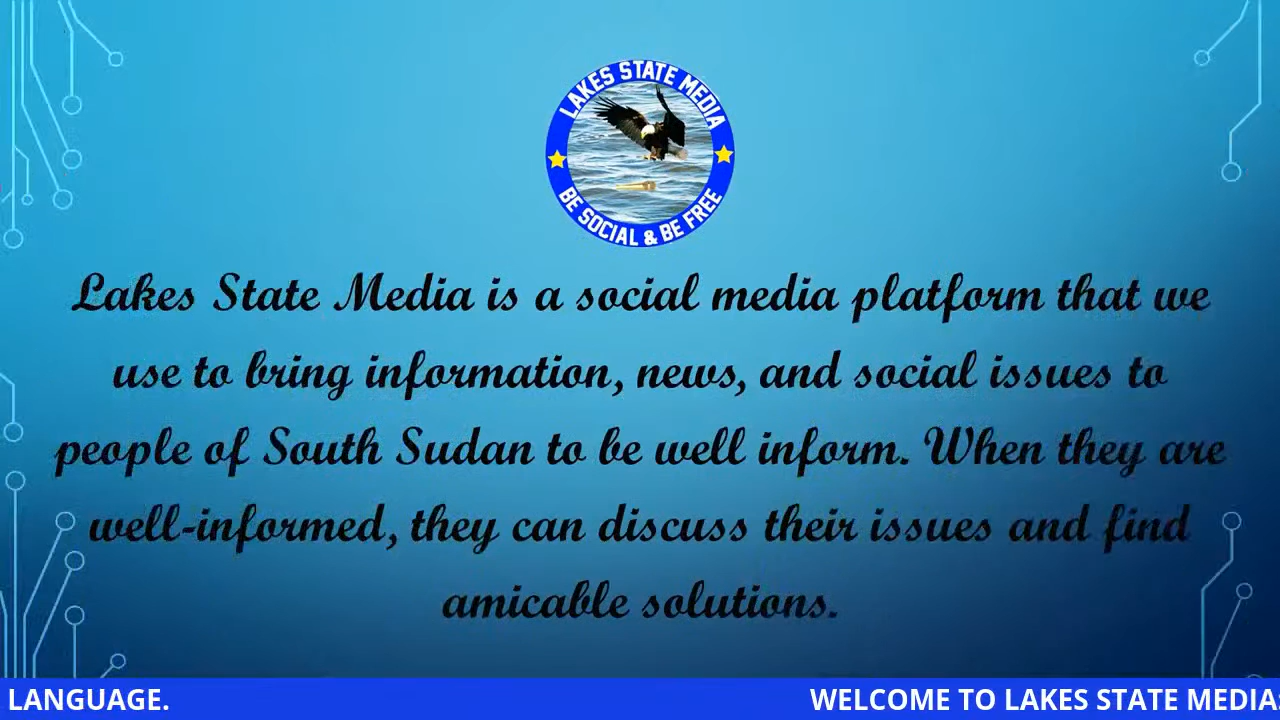 LAKES STATE MEDIA
BE SOCIAL & BE FREE
Lakes State Media is a social media platform that we
use to bring information, news, and social issues to
people of South Sudan to be well inform. When they are
well-informed, they can discuss their issues and find
amicable solutions.
LANGUAGE. WELCOME TO LAKES STATE MEDIA: